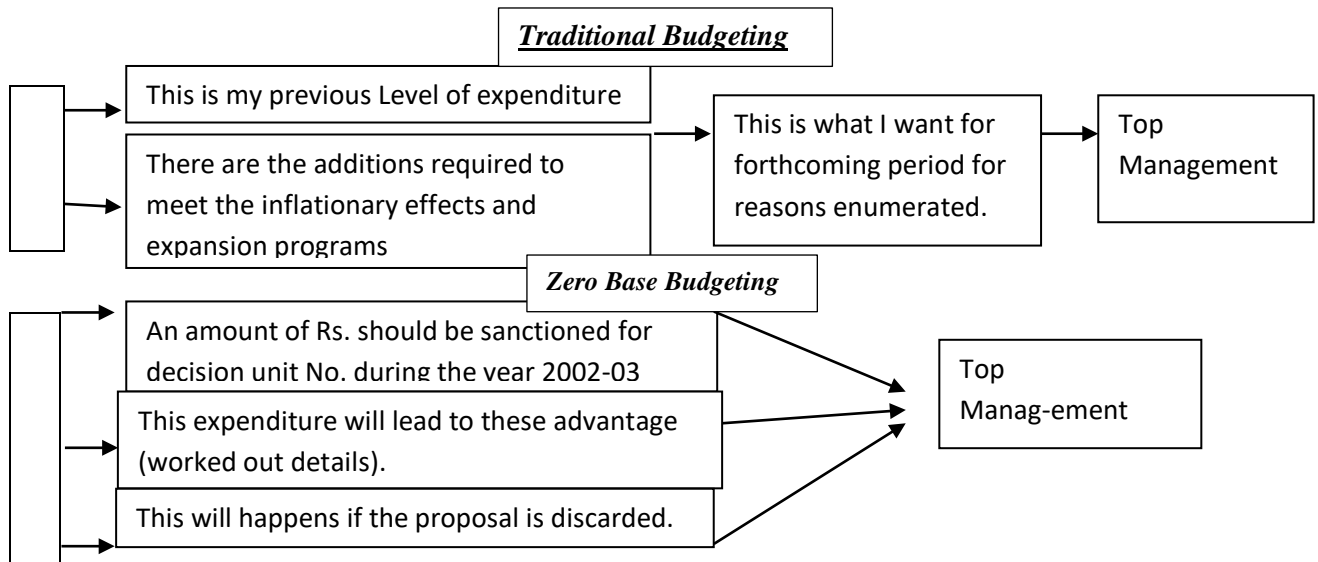 Traditional Budgeting
This is my previous Level of expenditure
There are the additions required to
meet the inflationary effects and
expansion programs
This is what I want for
forthcoming period for
reasons enumerated.
Top
Management
Zero Base Budgeting
An amount of Rs. should be sanctioned for
decision unit No. during the year 2002-03
This expenditure will lead to these advantage
(worked out details).
This will happens if the proposal is discarded.
Top
Manag-ement